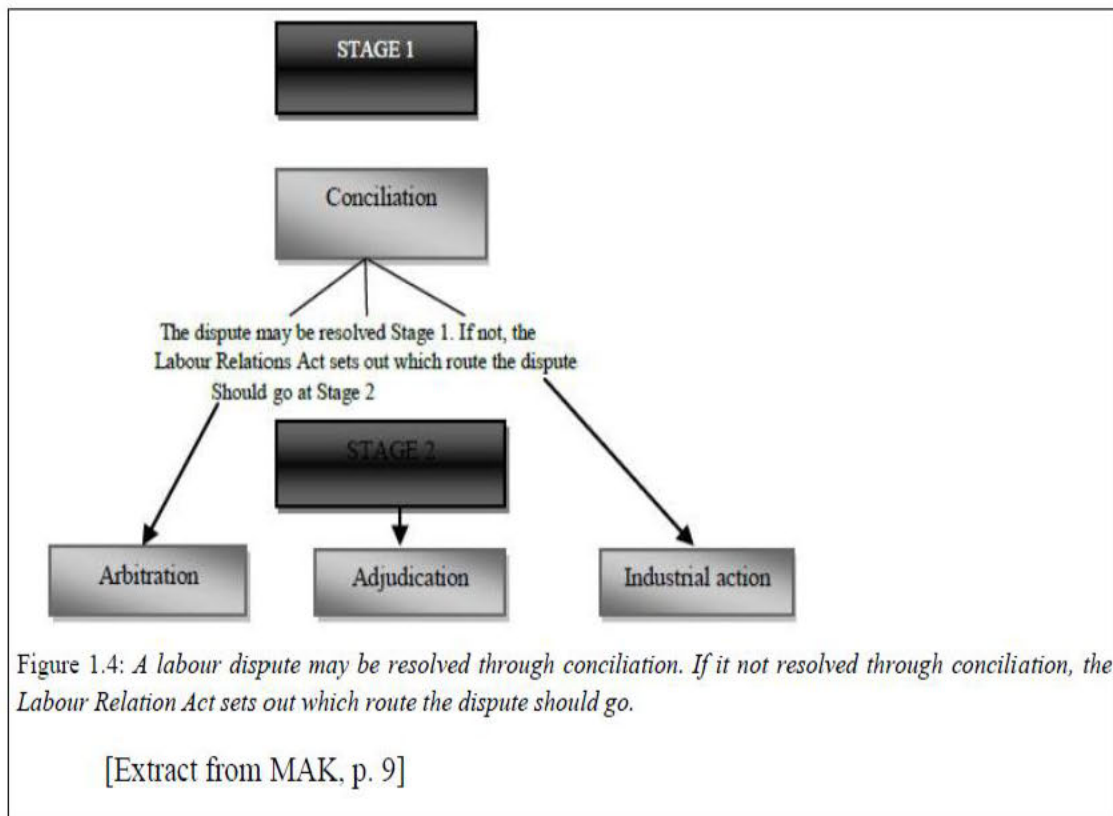 STAGE 1
Conciliation
The dispute may be resolved Stage 1. If not, the
Labour Relations Act sets out which route the dispute
Should go at Stage 2
STAGE 2
Arbitration
Adjudication
Industrial action
Figure 1.4: A labour dispute may be resolved through conciliation. If it not resolved through conciliation, the
Labour Relation Act sets out which route the dispute should go.
[Extract from MAK, p. 9]